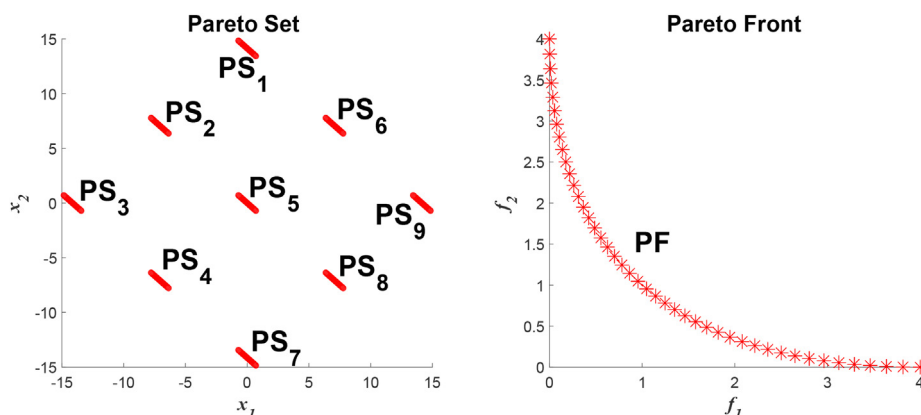 Pareto Set
15
10
5
0
-5
-10
-15
-15
-10
-5
0
5
10
15
x₂
x₁
PS₁
PS₂
PS₆
PS₃
PS₅
PS₉
PS₄
PS₈
PS₇
Pareto Front
4
3.5
3
2.5
2
1.5
1
0.5
0
0
1
2
3
4
f₂
f₁
PF